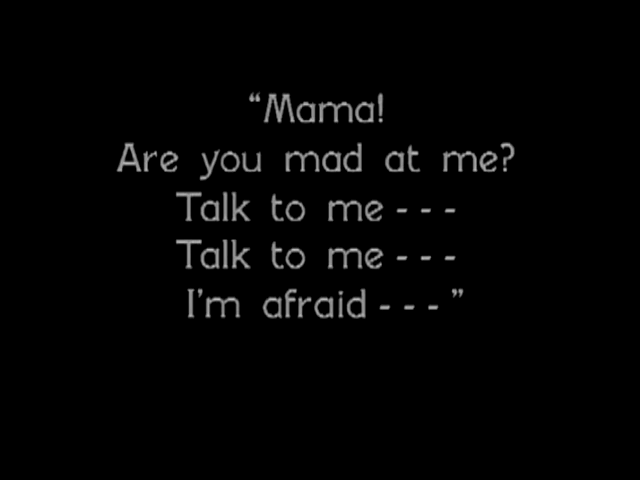 “Mama!
Are you mad at me?
Talk to me - - -
Talk to me - - -
I’m afraid - - - ”